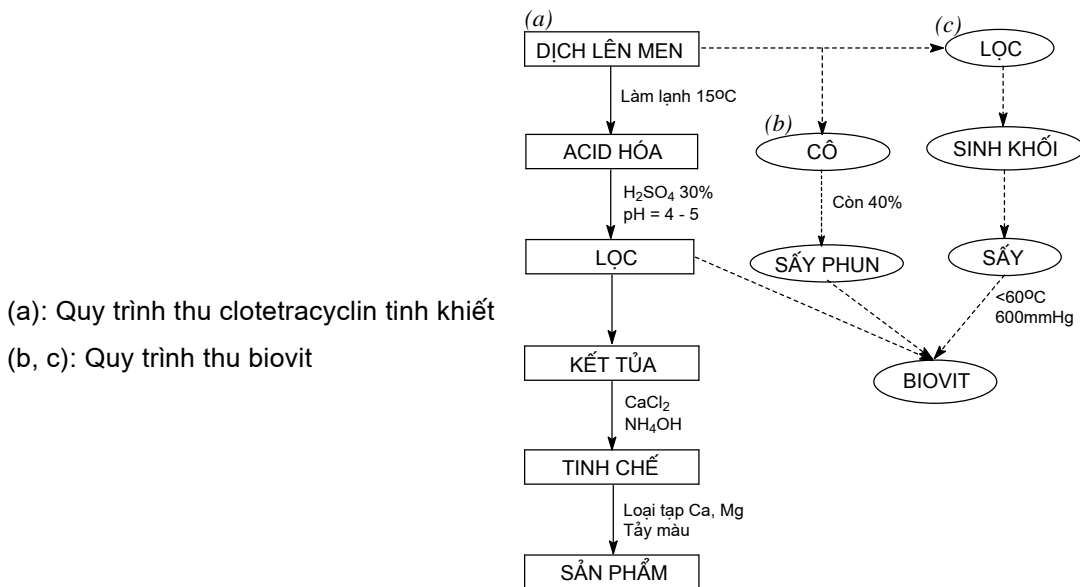 (a)
(c)
DỊCH LÊN MEN
LỌC
Làm lạnh 15ºC
(b)
ACID HÓA
CÔ
SINH KHỐI
H₂SO₄ 30%
pH = 4 - 5
Còn 40%
LỌC
SẤY PHUN
SẤY
(a): Quy trình thu clotetracyclin tinh khiết
<60ºC
600mmHg
(b, c): Quy trình thu biovit
KẾT TỦA
BIOVIT
CaCl₂
NH₄OH
TINH CHẾ
Loại tạp Ca, Mg
Tẩy màu
SẢN PHẨM